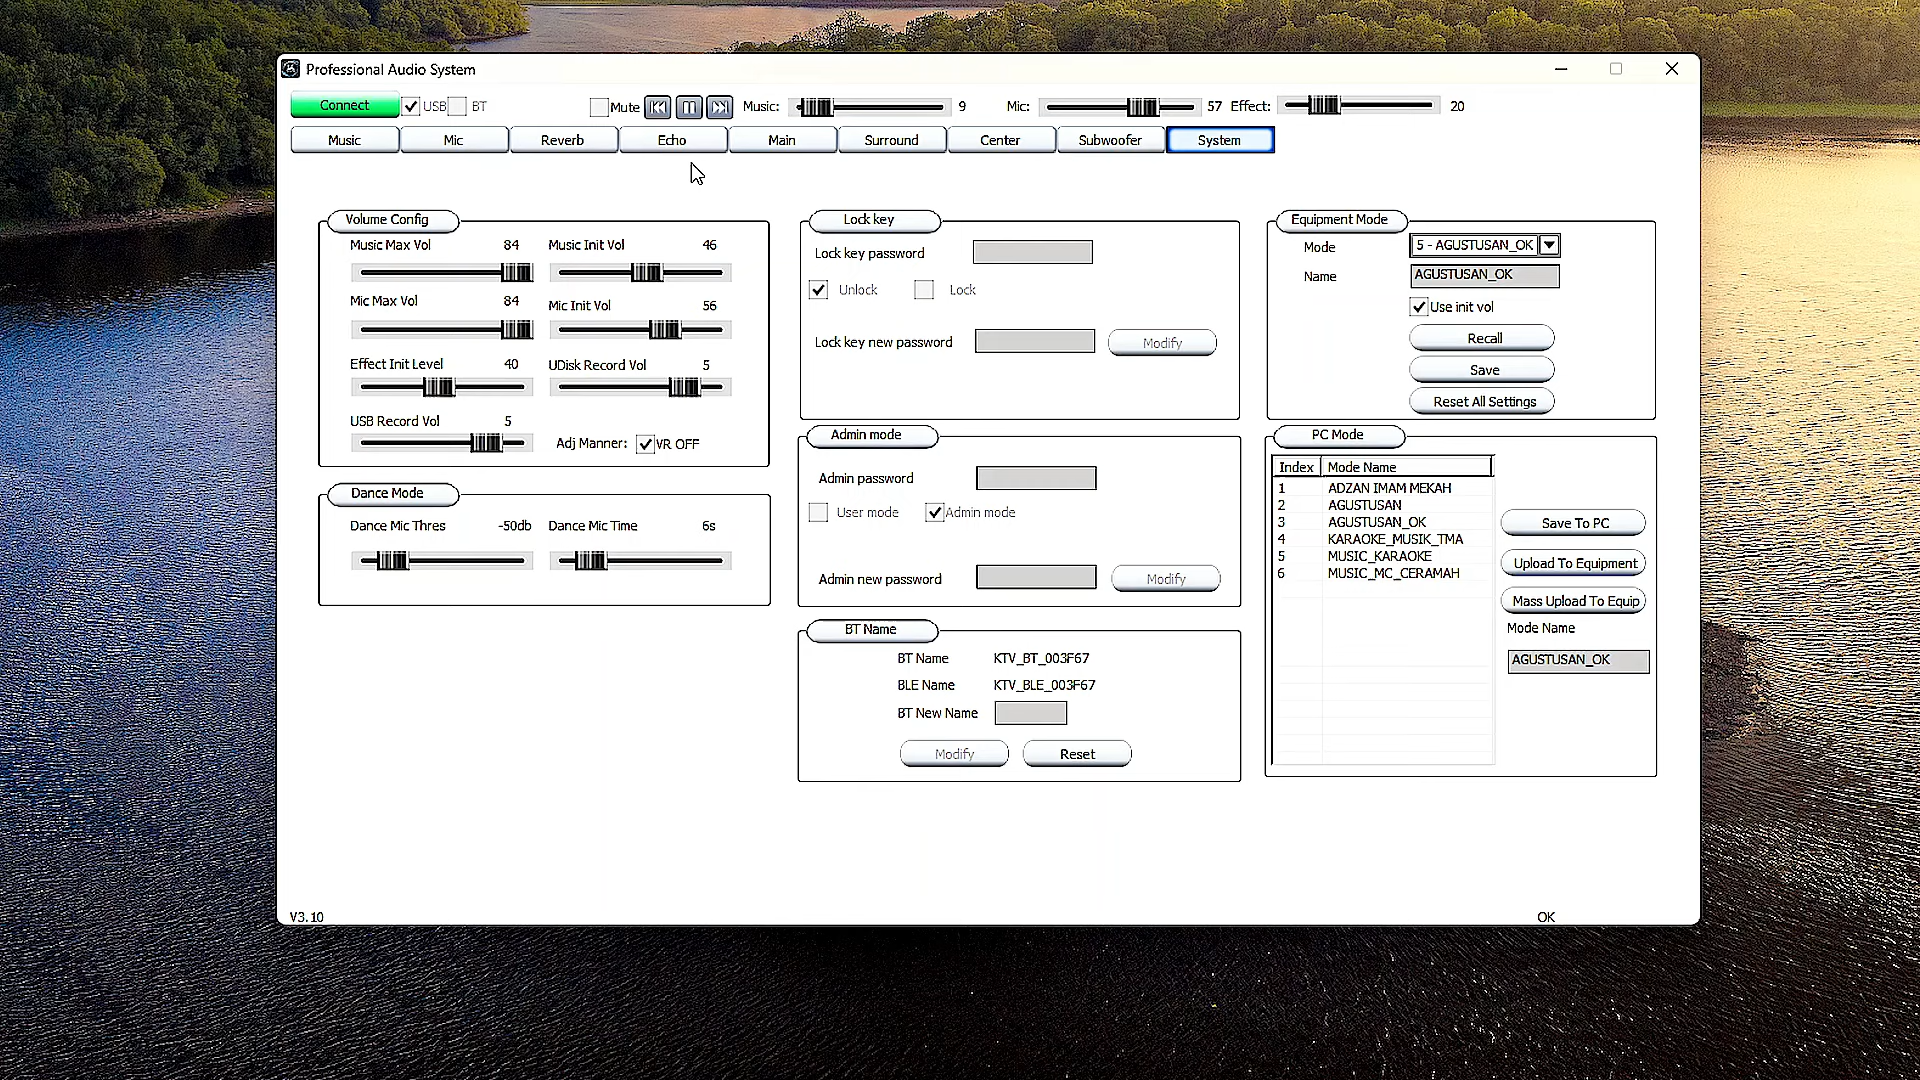 Professional Audio System
Connect USB BT Mute Music: 9 Mic: 57 Effect: 20
Music Mic Reverb Echo Main Surround Center Subwoofer System
Volume Config
Music Max Vol 84 Music Init Vol 46
Mic Max Vol 84 Mic Init Vol 56
Effect Init Level 40 UDisk Record Vol 5
USB Record Vol 5
Adj Manner: VR OFF
Dance Mode
Dance Mic Thres -50db Dance Mic Time 6s
Lock key
Lock key password
Unlock Lock
Lock key new password Modify
Admin mode
Admin password
User mode Admin mode
Admin new password Modify
BT Name
BT Name KTV_BT_003F67
BLE Name KTV_BLE_003F67
BT New Name
Modify Reset
Equipment Mode
Mode 5 - AGUSTUSAN_OK
Name AGUSTUSAN_OK
Use init vol
Recall
Save
Reset All Settings
PC Mode
Index Mode Name
1 ADZAN IMAM MEKAH
2 AGUSTUSAN
3 AGUSTUSAN_OK
4 KARAOKE_MUSIK_TMA
5 MUSIC_KARAOKE
6 MUSIC_MC_CERAMAH
Save To PC
Upload To Equipment
Mass Upload To Equip
Mode Name
AGUSTUSAN_OK
V3.10 OK